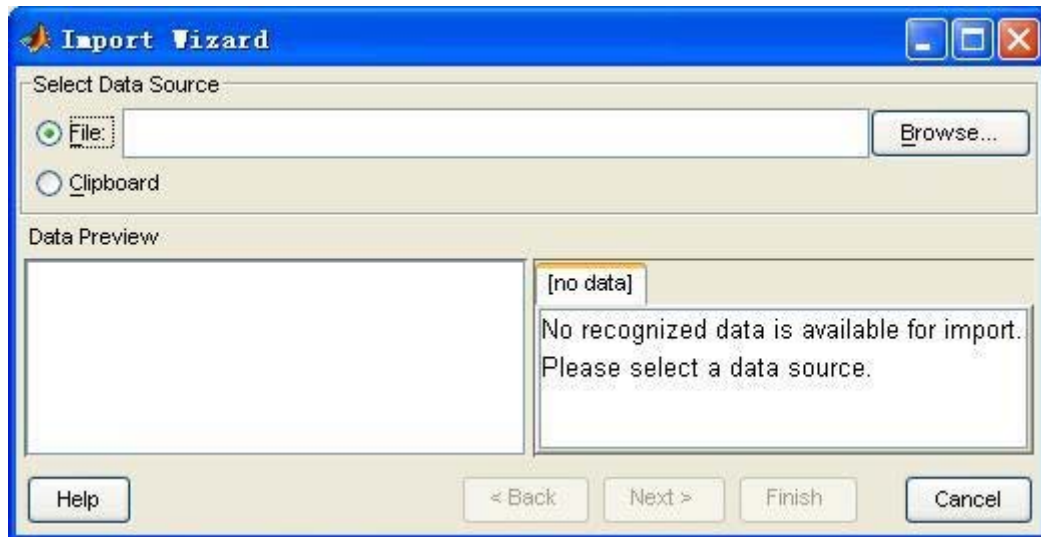 Import Wizard
Select Data Source
File:
Browse...
Clipboard
Data Preview
[no data]
No recognized data is available for import.
Please select a data source.
Help
< Back
Next >
Finish
Cancel